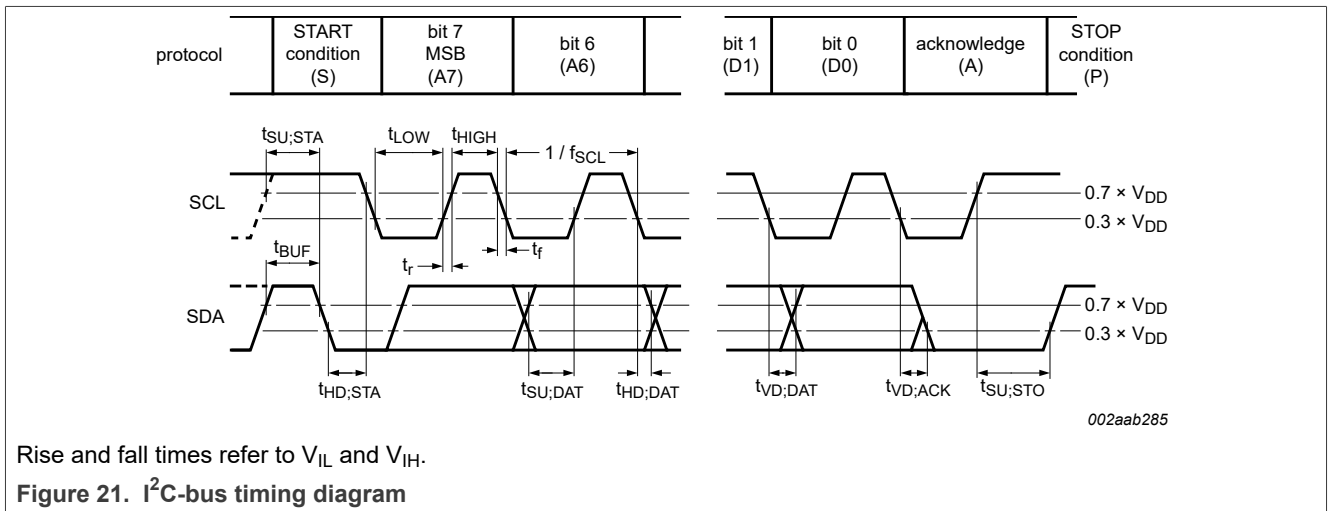 protocol
START condition (S)
bit 7 MSB (A7)
bit 6 (A6)
bit 1 (D1)
bit 0 (D0)
acknowledge (A)
STOP condition (P)
tSU;STA
tLOW
tHIGH
1 / fSCL
SCL
0.7 × VDD
0.3 × VDD
tBUF
tr
tf
SDA
0.7 × VDD
0.3 × VDD
tHD;STA
tSU;DAT
tHD;DAT
tVD;DAT
tVD;ACK
tSU;STO
002aab285
Rise and fall times refer to VIL and VIH.
Figure 21. I²C-bus timing diagram